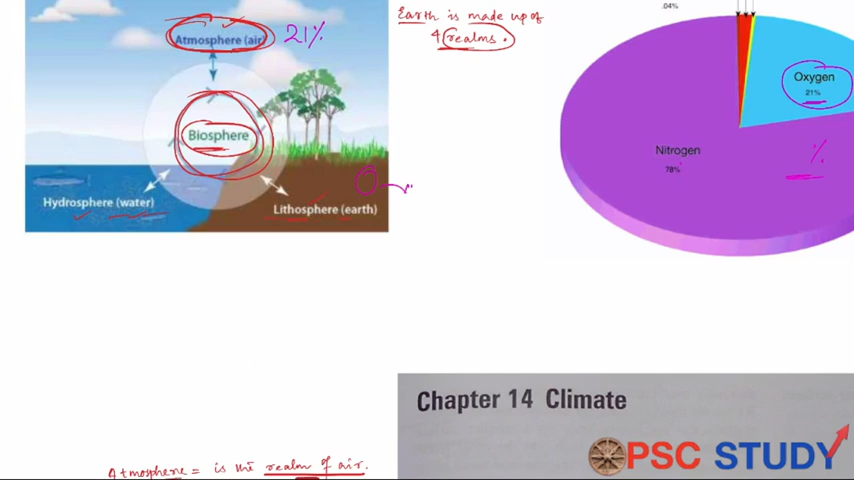 Atmosphere (air) 21%
Biosphere
Hydrosphere (water)
Lithosphere (earth)
Earth is made up of
4 realms.
.04%
Oxygen
21%
Nitrogen
78%
%
Chapter 14 Climate
PSC STUDY
Atmosphere = is the realm of air.